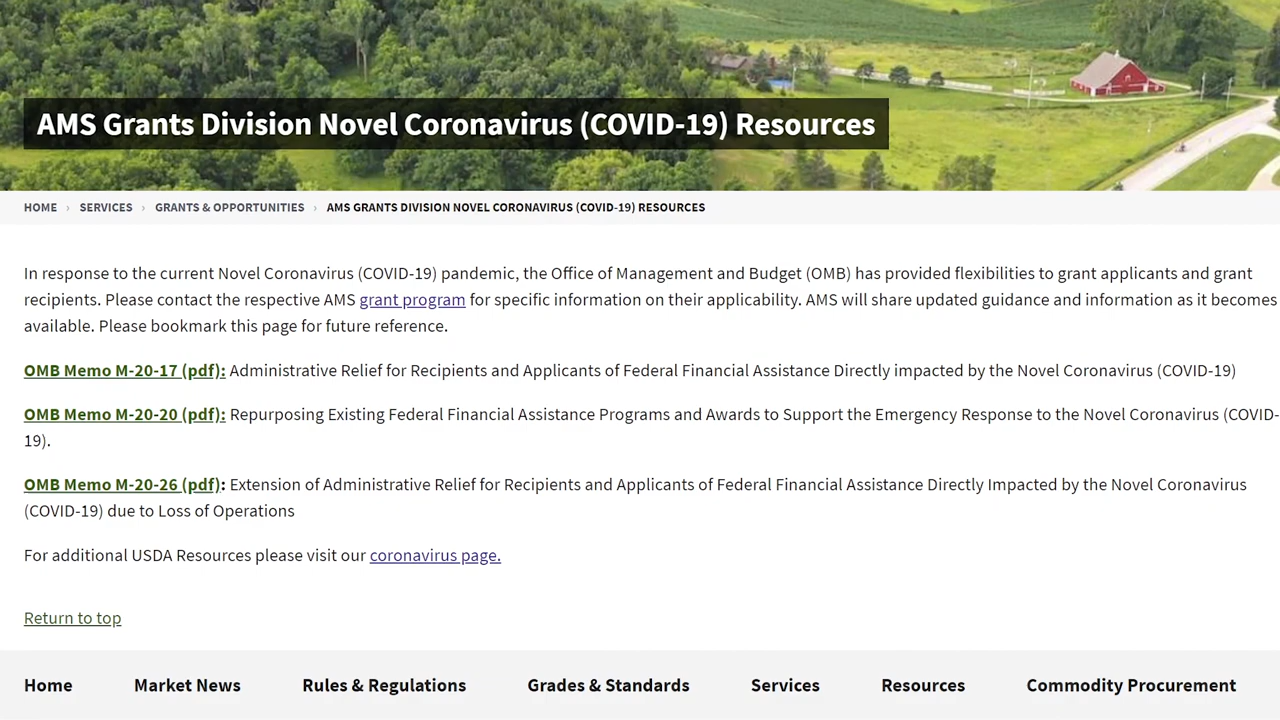 AMS Grants Division Novel Coronavirus (COVID-19) Resources
HOME › SERVICES › GRANTS & OPPORTUNITIES › AMS GRANTS DIVISION NOVEL CORONAVIRUS (COVID-19) RESOURCES
In response to the current Novel Coronavirus (COVID-19) pandemic, the Office of Management and Budget (OMB) has provided flexibilities to grant applicants and grant
recipients. Please contact the respective AMS grant program for specific information on their applicability. AMS will share updated guidance and information as it becomes
available. Please bookmark this page for future reference.
OMB Memo M-20-17 (pdf): Administrative Relief for Recipients and Applicants of Federal Financial Assistance Directly impacted by the Novel Coronavirus (COVID-19)
OMB Memo M-20-20 (pdf): Repurposing Existing Federal Financial Assistance Programs and Awards to Support the Emergency Response to the Novel Coronavirus (COVID-
19).
OMB Memo M-20-26 (pdf): Extension of Administrative Relief for Recipients and Applicants of Federal Financial Assistance Directly Impacted by the Novel Coronavirus
(COVID-19) due to Loss of Operations
For additional USDA Resources please visit our coronavirus page.
Return to top
Home Market News Rules & Regulations Grades & Standards Services Resources Commodity Procurement